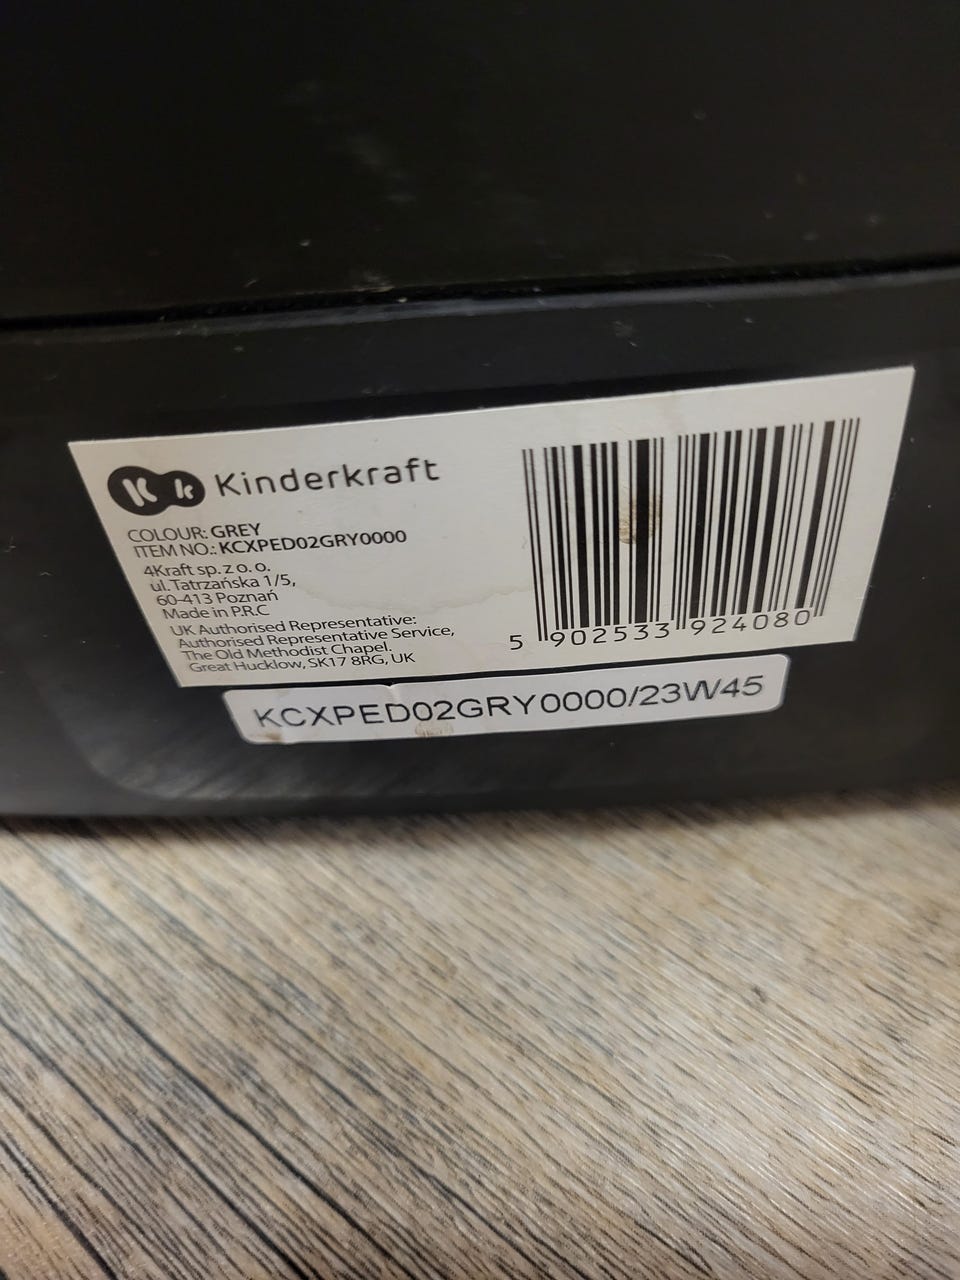 Kinderkraft
COLOUR: GREY
ITEM NO.: KCXPED02GRY0000
4Kraft sp. z o. o.
ul. Tatrzańska 1/5,
60-413 Poznań
Made in P.R.C
UK Authorised Representative:
Authorised Representative Service,
The Old Methodist Chapel.
Great Hucklow, SK17 8RG, UK
5 902533 924080
KCXPED02GRY0000/23W45